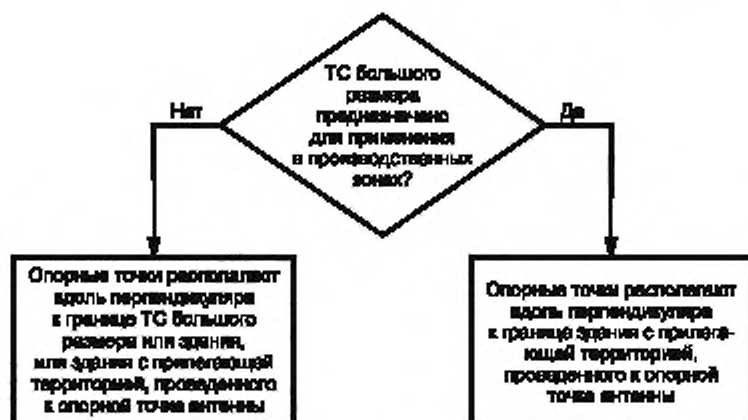 ТС большого
размера
предназначено
для применения
в производственных
зонах?
Нет
Да
Опорные точки располагают
вдоль перпендикуляра
к границе ТС большого
размера или здания,
или здания с прилегающей
территорией, проведенного
к опорной точке антенны
Опорные точки располагают
вдоль перпендикуляра
к границе здания с прилега-
ющей территорией,
проведенного к опорной
точке антенны